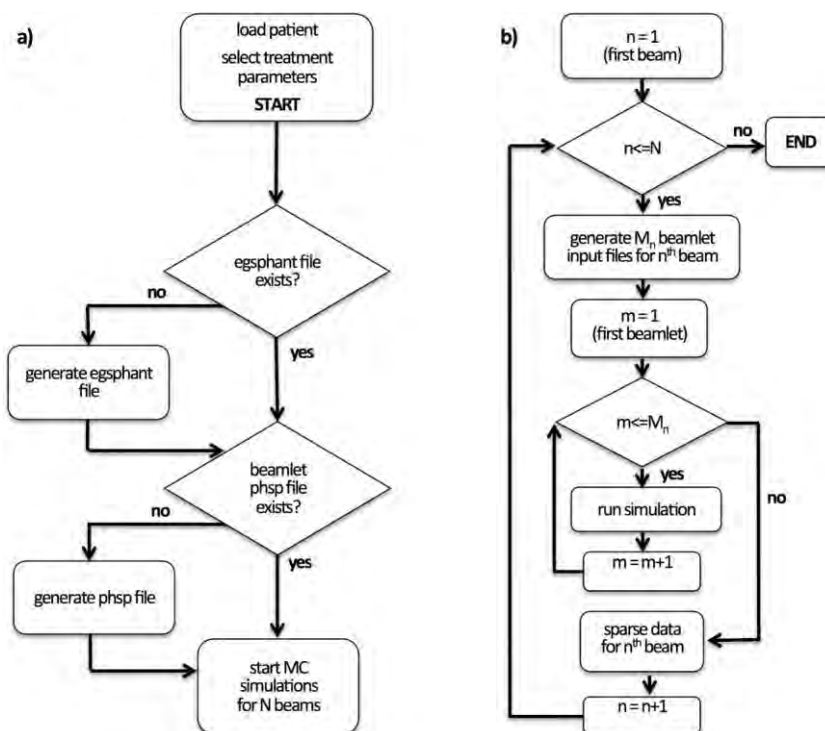 a)
load patient
select treatment
parameters
START
egsphant file
exists?
no
yes
generate egsphant
file
beamlet
phsp file
exists?
no
yes
generate phsp file
start MC
simulations
for N beams
b)
n = 1
(first beam)
n<=N
no
END
yes
generate Mn beamlet
input files for nth beam
m = 1
(first beamlet)
m<=Mn
yes
no
run simulation
m = m+1
sparse data
for nth beam
n = n+1